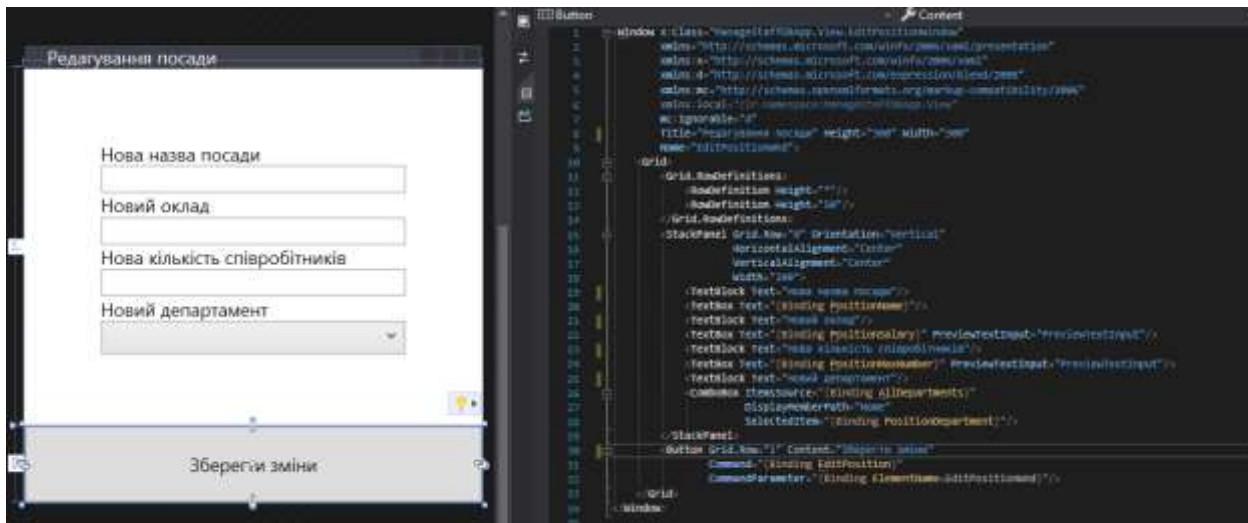 Редагування посади
Нова назва посади
Новий оклад
Нова кількість співробітників
Новий департамент
Зберегти зміни
Button
Content
<Window x:Class="ManageStaffDBApp.View.EditPositionWindow"
xmlns="http://schemas.microsoft.com/winfx/2006/xaml/presentation"
xmlns:x="http://schemas.microsoft.com/winfx/2006/xaml"
xmlns:d="http://schemas.microsoft.com/expression/blend/2008"
xmlns:mc="http://schemas.openxmlformats.org/markup-compatibility/2006"
xmlns:local="clr-namespace:ManageStaffDBApp.View"
mc:Ignorable="d"
Title="Редагування посади" Height="300" Width="300"
Name="EditPositionWnd">
<Grid>
<Grid.RowDefinitions>
<RowDefinition Height="*"/>
<RowDefinition Height="50"/>
</Grid.RowDefinitions>
<StackPanel Grid.Row="0" Orientation="Vertical"
HorizontalAlignment="Center"
VerticalAlignment="Center"
Width="200">
<TextBlock Text="Нова назва посади"/>
<TextBox Text="{Binding PositionName}"/>
<TextBlock Text="Новий оклад"/>
<TextBox Text="{Binding PositionSalary}" PreviewTextInput="PreviewTextInput"/>
<TextBlock Text="Нова кількість співробітників"/>
<TextBox Text="{Binding PositionMaxNumber}" PreviewTextInput="PreviewTextInput"/>
<TextBlock Text="Новий департамент"/>
<ComboBox ItemsSource="{Binding AllDepartments}"
DisplayMemberPath="Name"
SelectedItem="{Binding PositionDepartment}"/>
</StackPanel>
<Button Grid.Row="1" Content="Зберегти зміни"
Command="{Binding EditPosition}"
CommandParameter="{Binding ElementName=EditPositionWnd}"/>
</Grid>
</Window>